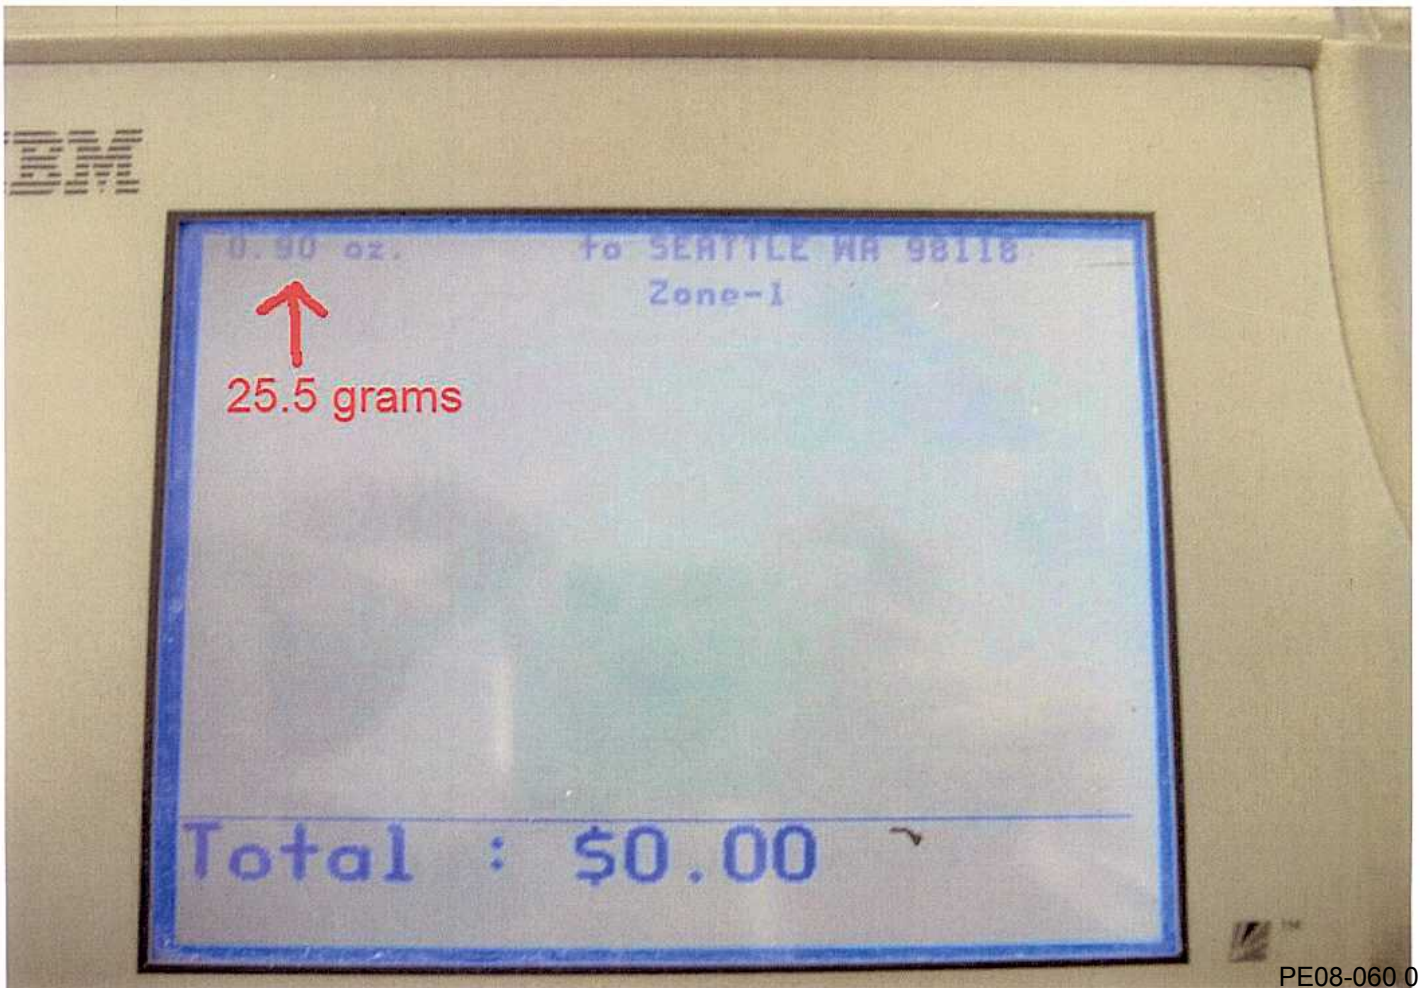 IBM
0.90 oz. to SEATTLE WA 98118
Zone-1
25.5 grams
Total : $0.00
TM
PE08-060 0